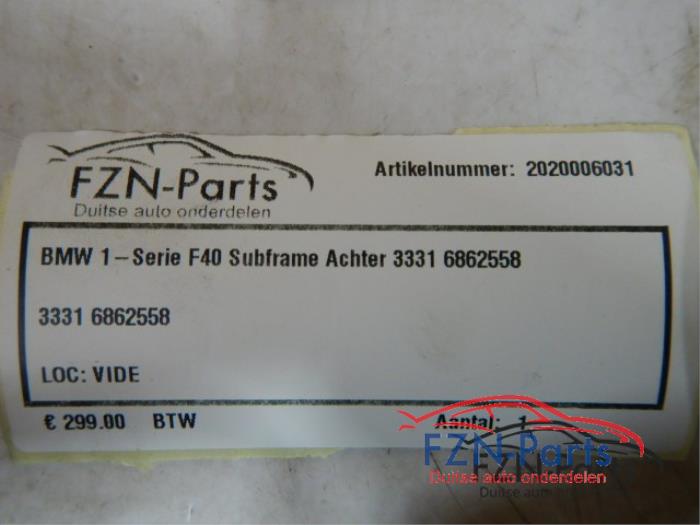 FZN-Parts
Duitse auto onderdelen
Artikelnummer: 2020006031
BMW 1-Serie F40 Subframe Achter 3331 6862558
3331 6862558
LOC: VIDE
€ 299.00 BTW
Aantal: 1
FZN-Parts
Duitse auto onderdelen